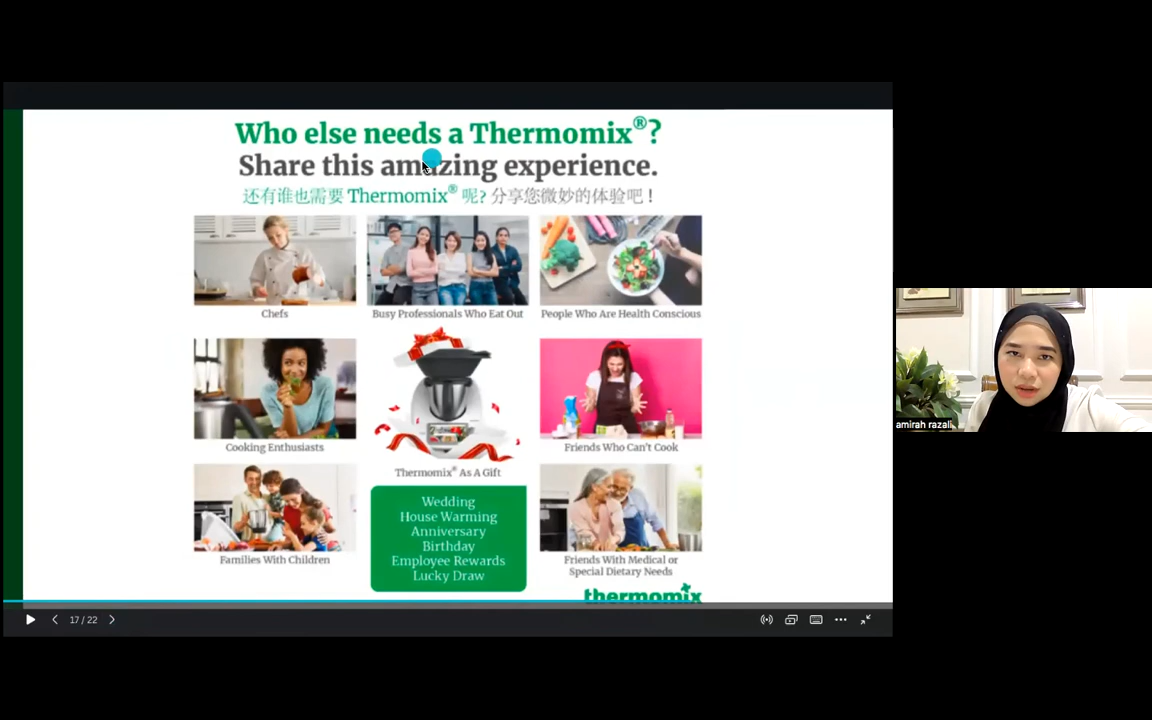 Who else needs a Thermomix®?
Share this amazing experience.
还有谁也需要 Thermomix® 呢? 分享您微妙的体验吧！
Chefs
Busy Professionals Who Eat Out
People Who Are Health Conscious
Cooking Enthusiasts
Thermomix® As A Gift
Friends Who Can't Cook
Wedding
House Warming
Anniversary
Birthday
Employee Rewards
Lucky Draw
Families With Children
Friends With Medical or
Special Dietary Needs
thermomix
17 / 22
amirah razali